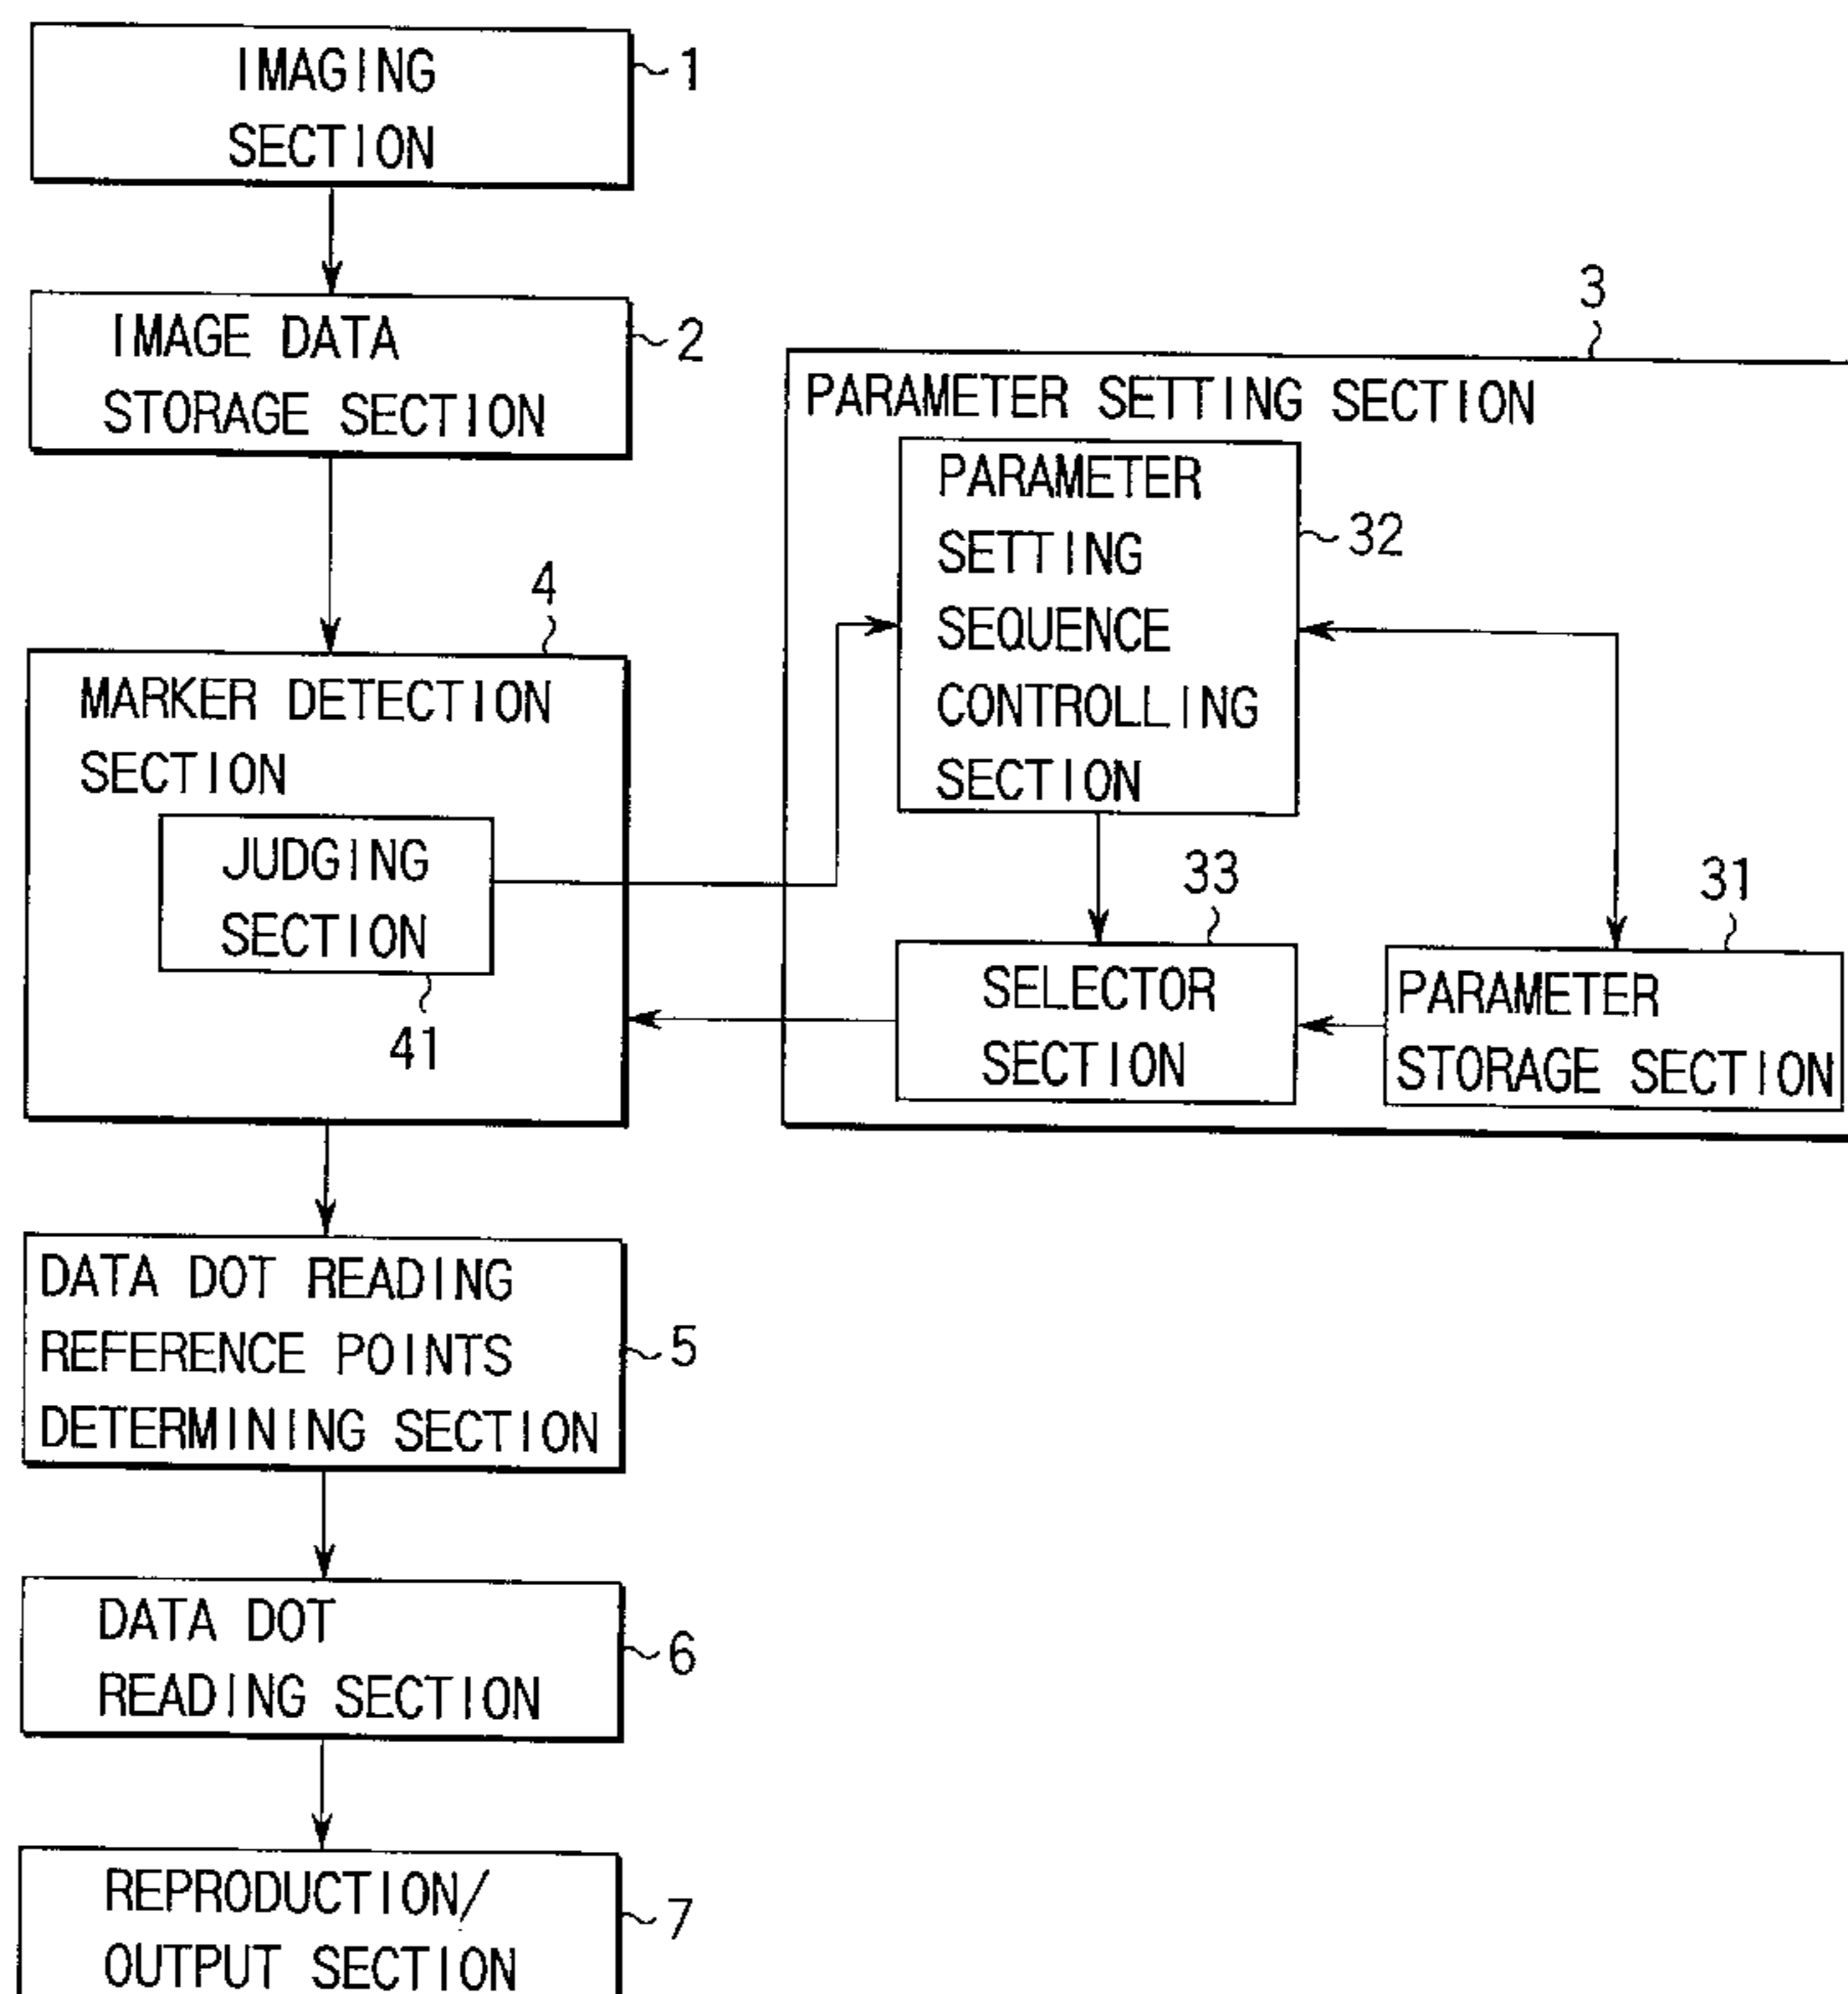 IMAGING
SECTION
1
IMAGE DATA
STORAGE SECTION
2
3
PARAMETER SETTING SECTION
PARAMETER
SETTING
SEQUENCE
CONTROLLING
SECTION
32
4
MARKER DETECTION
SECTION
JUDGING
SECTION
41
33
SELECTOR
SECTION
31
PARAMETER
STORAGE SECTION
DATA DOT READING
REFERENCE POINTS
DETERMINING SECTION
5
DATA DOT
READING SECTION
6
REPRODUCTION/
OUTPUT SECTION
7